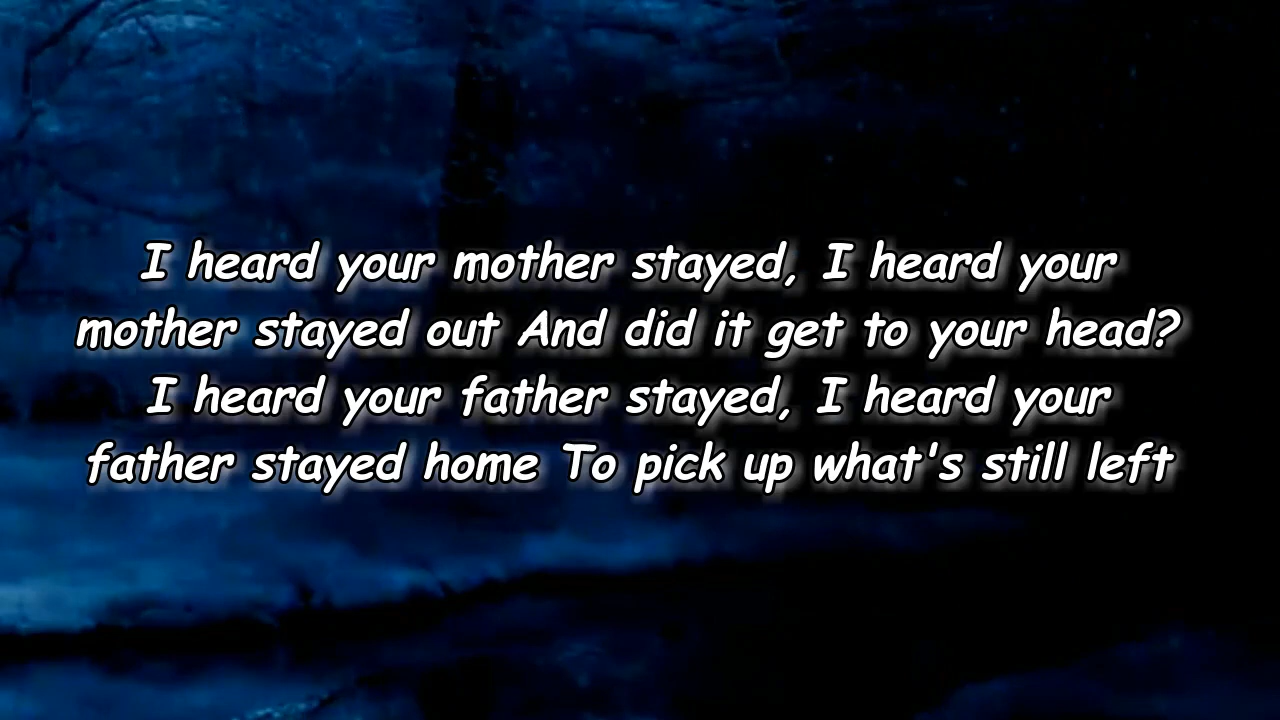 I heard your mother stayed, I heard your
mother stayed out And did it get to your head?
I heard your father stayed, I heard your
father stayed home To pick up what's still left